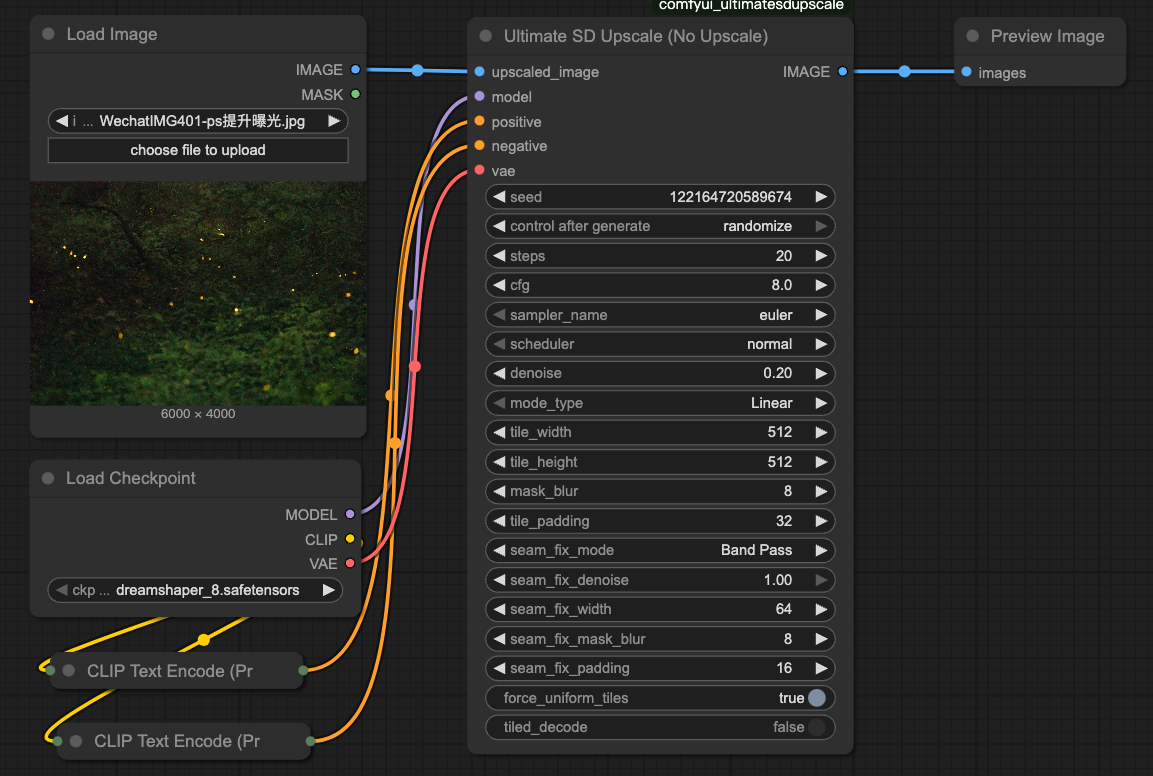 comfyui_ultimatesdupscale
Load Image
IMAGE
MASK
i ... WechatIMG401-ps提升曝光.jpg
choose file to upload
6000 × 4000
Load Checkpoint
MODEL
CLIP
VAE
ckp ... dreamshaper_8.safetensors
CLIP Text Encode (Pr
CLIP Text Encode (Pr
Ultimate SD Upscale (No Upscale)
upscaled_image IMAGE
model
positive
negative
vae
seed 122164720589674
control after generate randomize
steps 20
cfg 8.0
sampler_name euler
scheduler normal
denoise 0.20
mode_type Linear
tile_width 512
tile_height 512
mask_blur 8
tile_padding 32
seam_fix_mode Band Pass
seam_fix_denoise 1.00
seam_fix_width 64
seam_fix_mask_blur 8
seam_fix_padding 16
force_uniform_tiles true
tiled_decode false
Preview Image
images